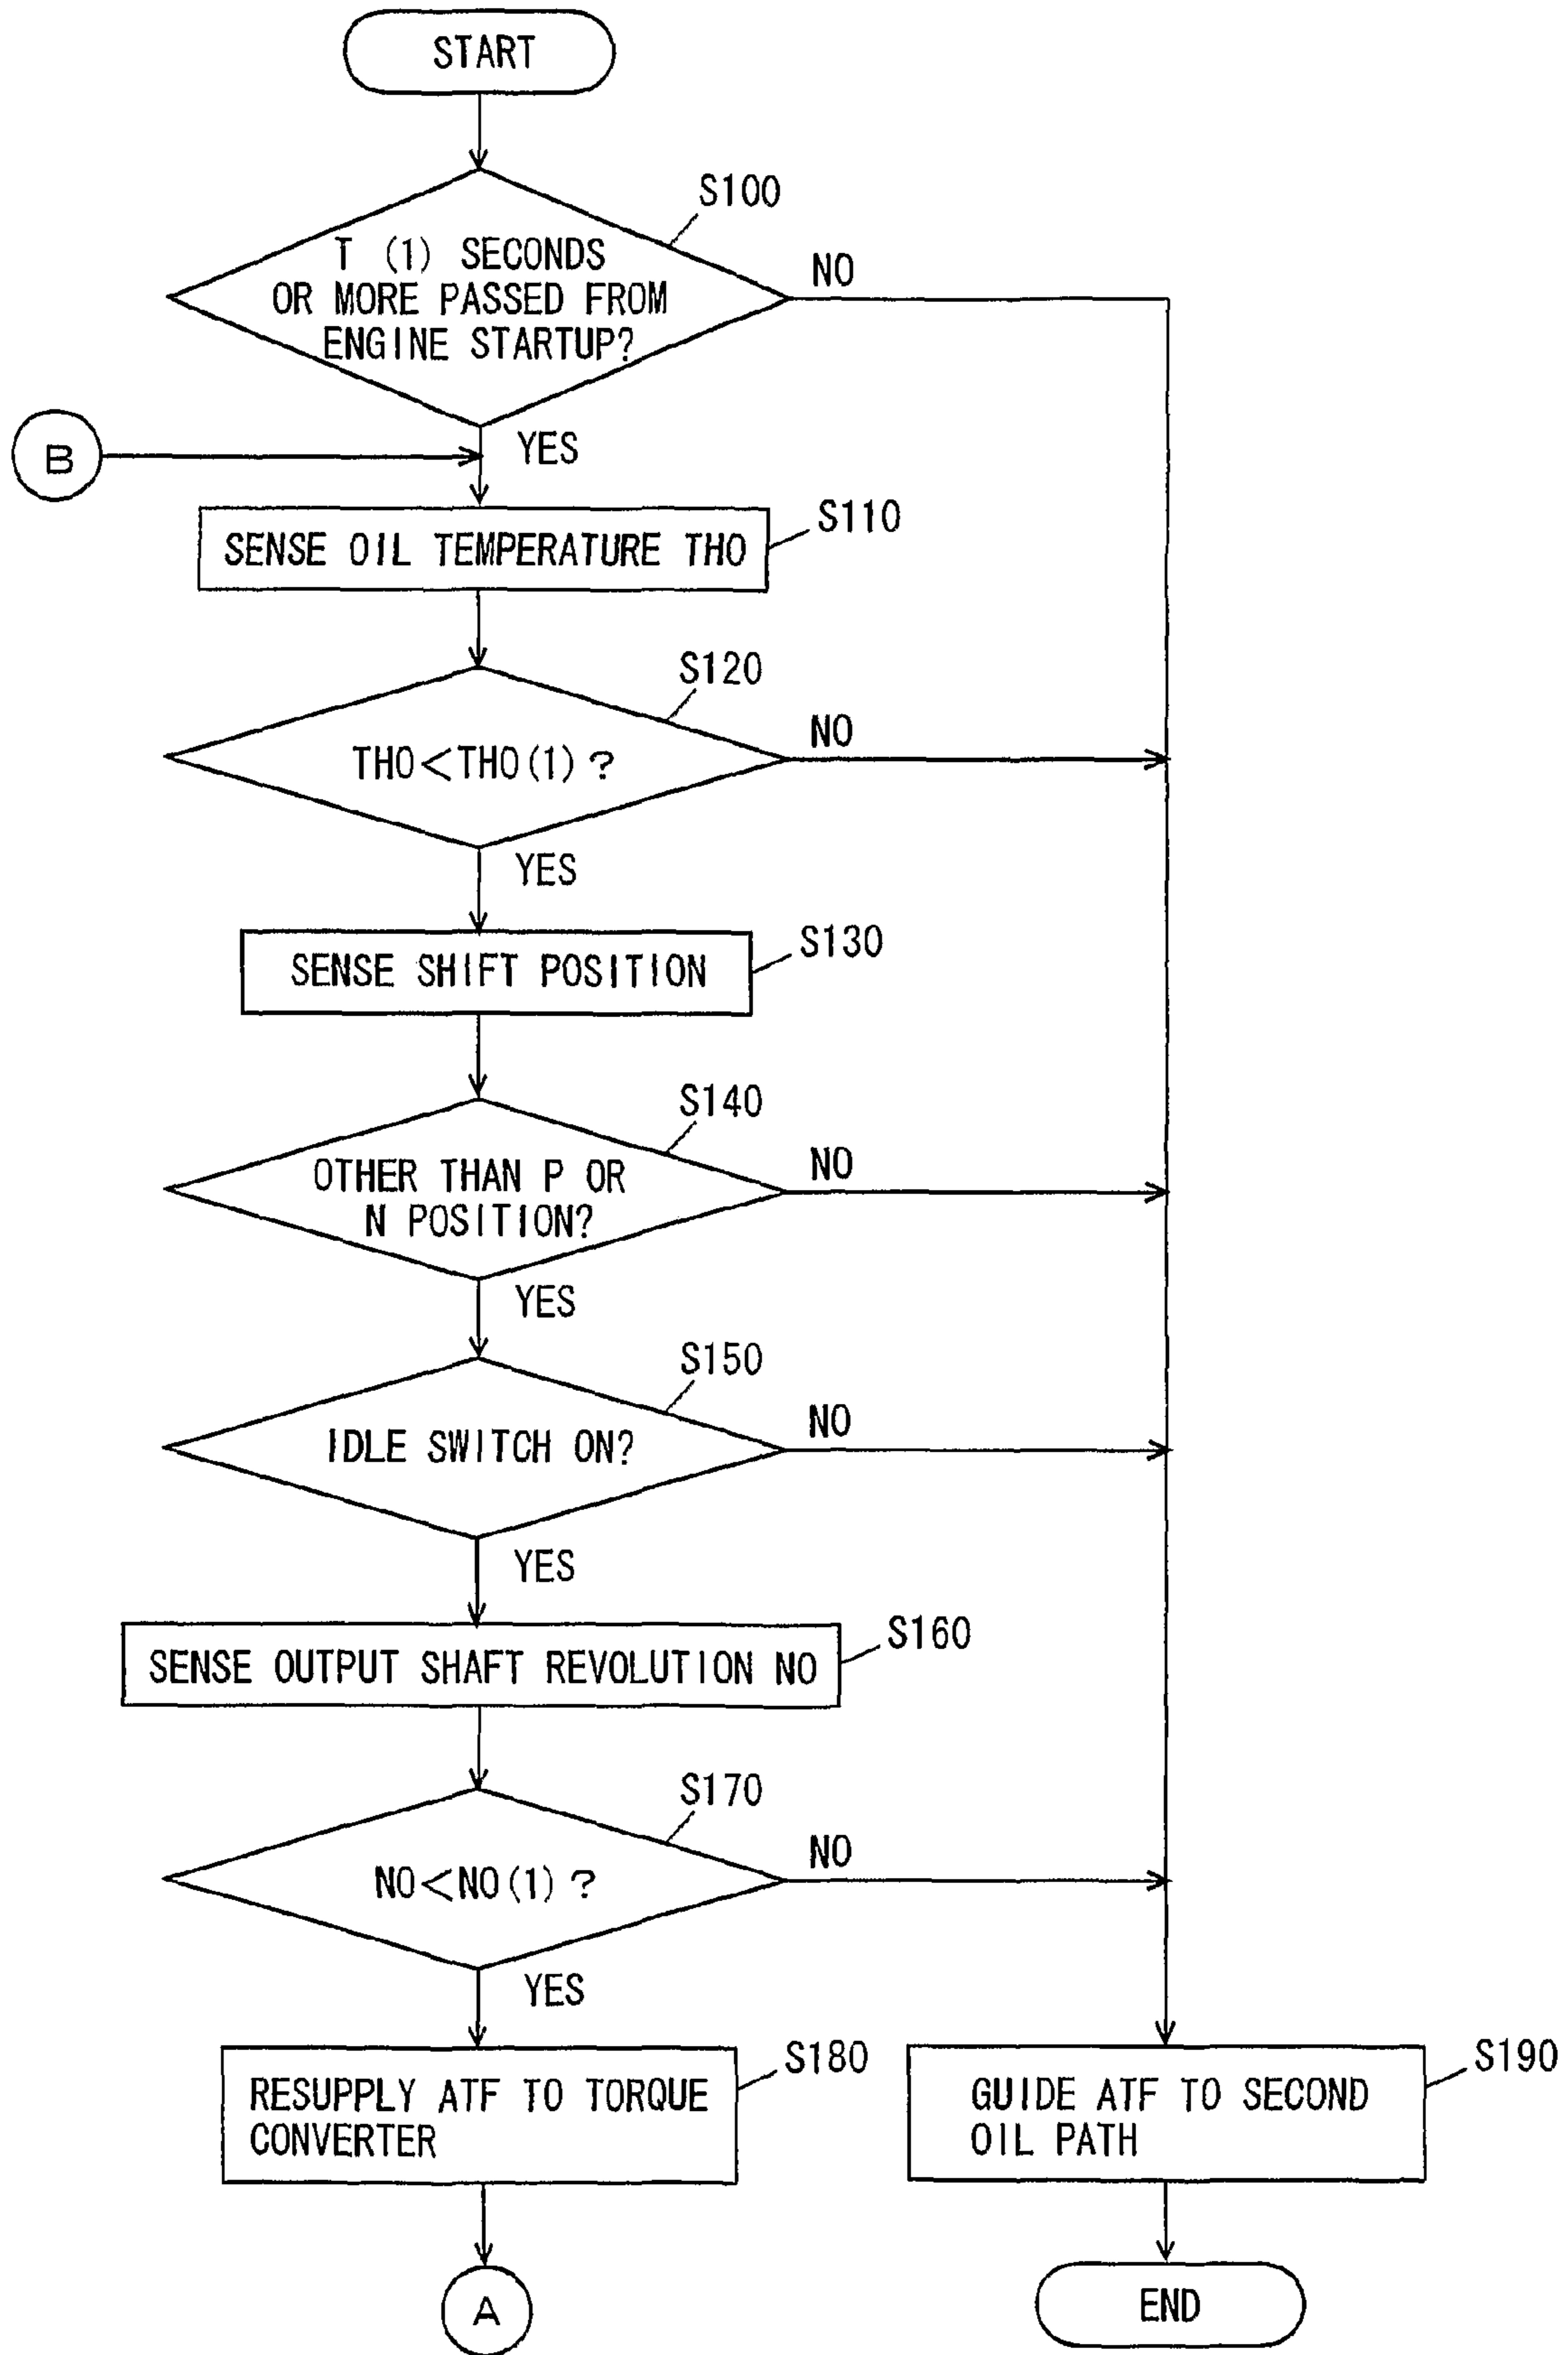 START
S100
T (1) SECONDS
OR MORE PASSED FROM
ENGINE STARTUP?
NO
B
YES
S110
SENSE OIL TEMPERATURE THO
S120
THO<THO(1)?
NO
YES
S130
SENSE SHIFT POSITION
S140
OTHER THAN P OR
N POSITION?
NO
YES
S150
IDLE SWITCH ON?
NO
YES
S160
SENSE OUTPUT SHAFT REVOLUTION NO
S170
NO<NO(1)?
NO
YES
S180
RESUPPLY ATF TO TORQUE
CONVERTER
S190
GUIDE ATF TO SECOND
OIL PATH
A
END